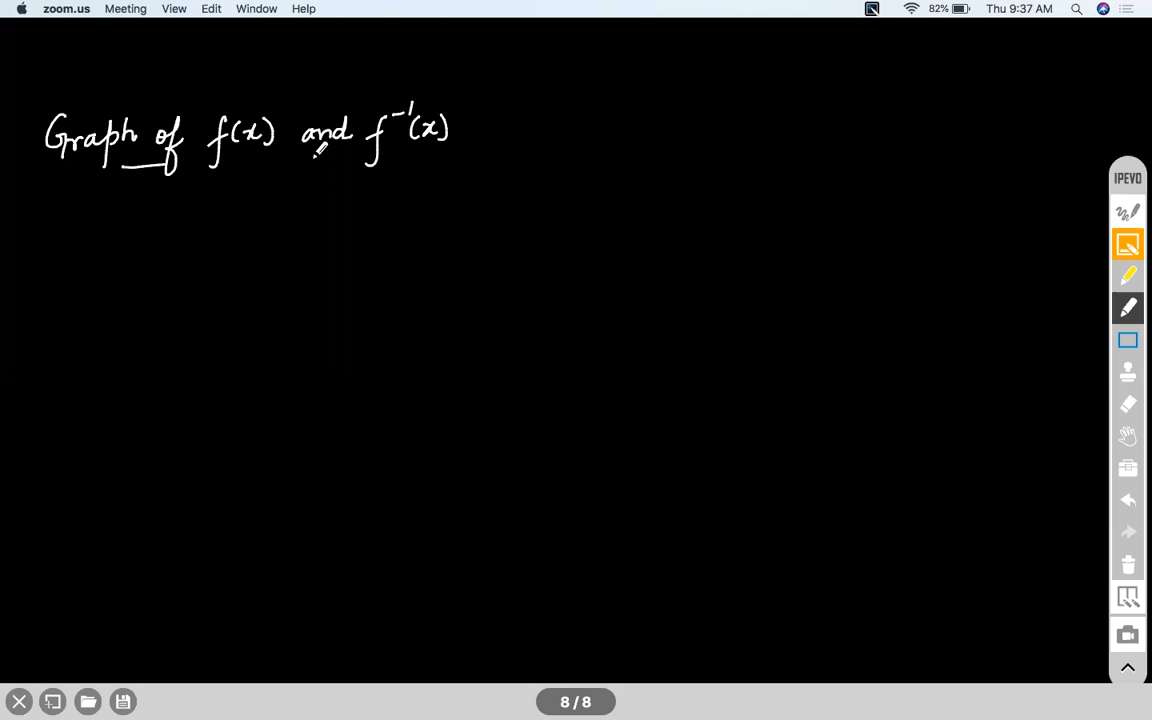 zoom.us Meeting View Edit Window Help 82% Thu 9:37 AM
Graph of f(x) and f⁻¹(x)
IPEVO
8 / 8